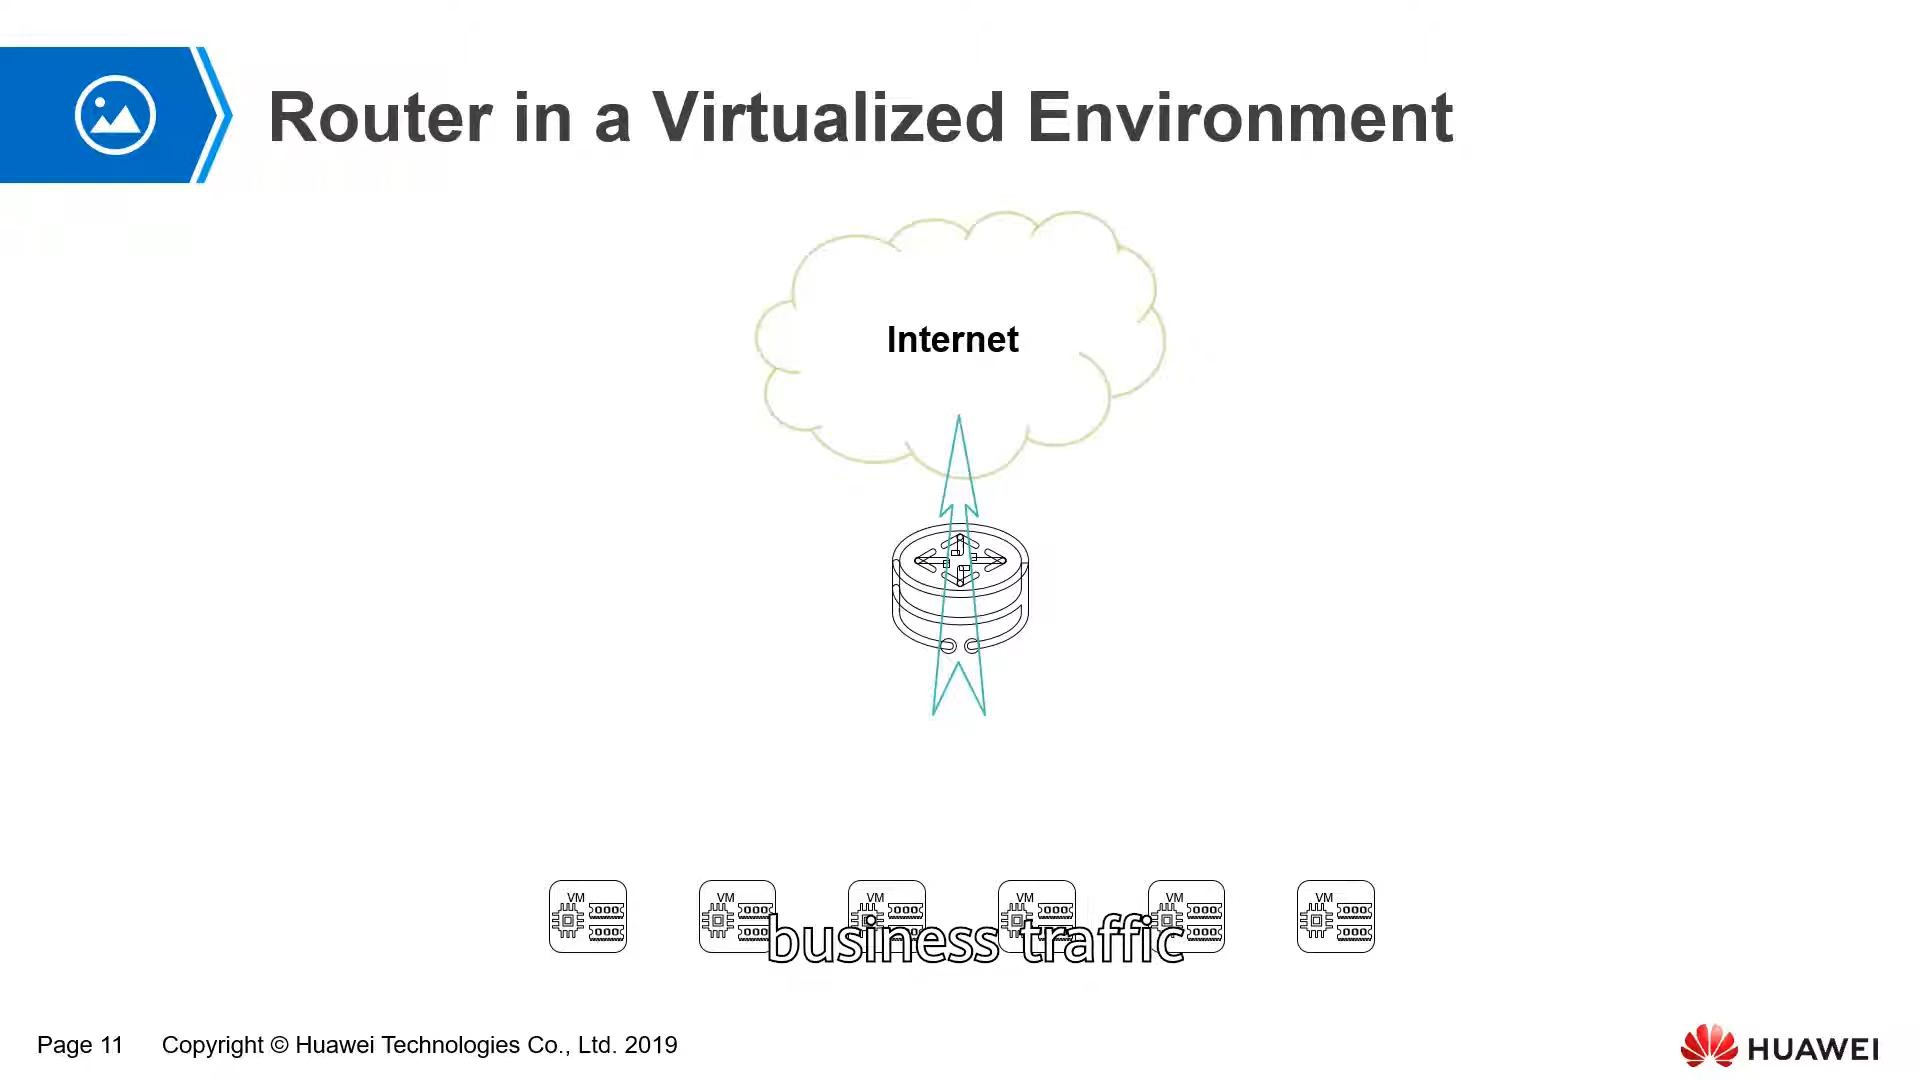 Router in a Virtualized Environment
Internet
VM VM VM VM VM VM
business traffic
Page 11 Copyright © Huawei Technologies Co., Ltd. 2019
HUAWEI